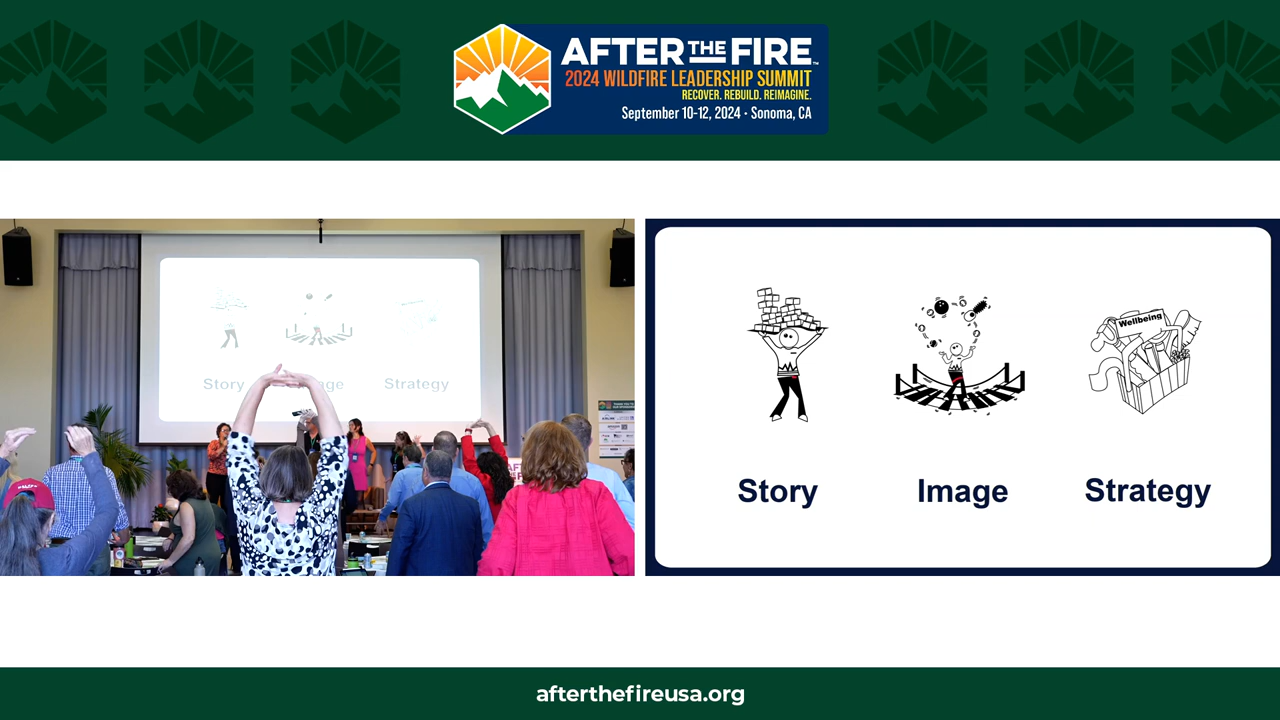 AFTER THE FIRE™
2024 WILDFIRE LEADERSHIP SUMMIT
RECOVER. REBUILD. REIMAGINE.
September 10-12, 2024 · Sonoma, CA
Story
Strategy
Wellbeing
Story
Image
Strategy
afterthefireusa.org